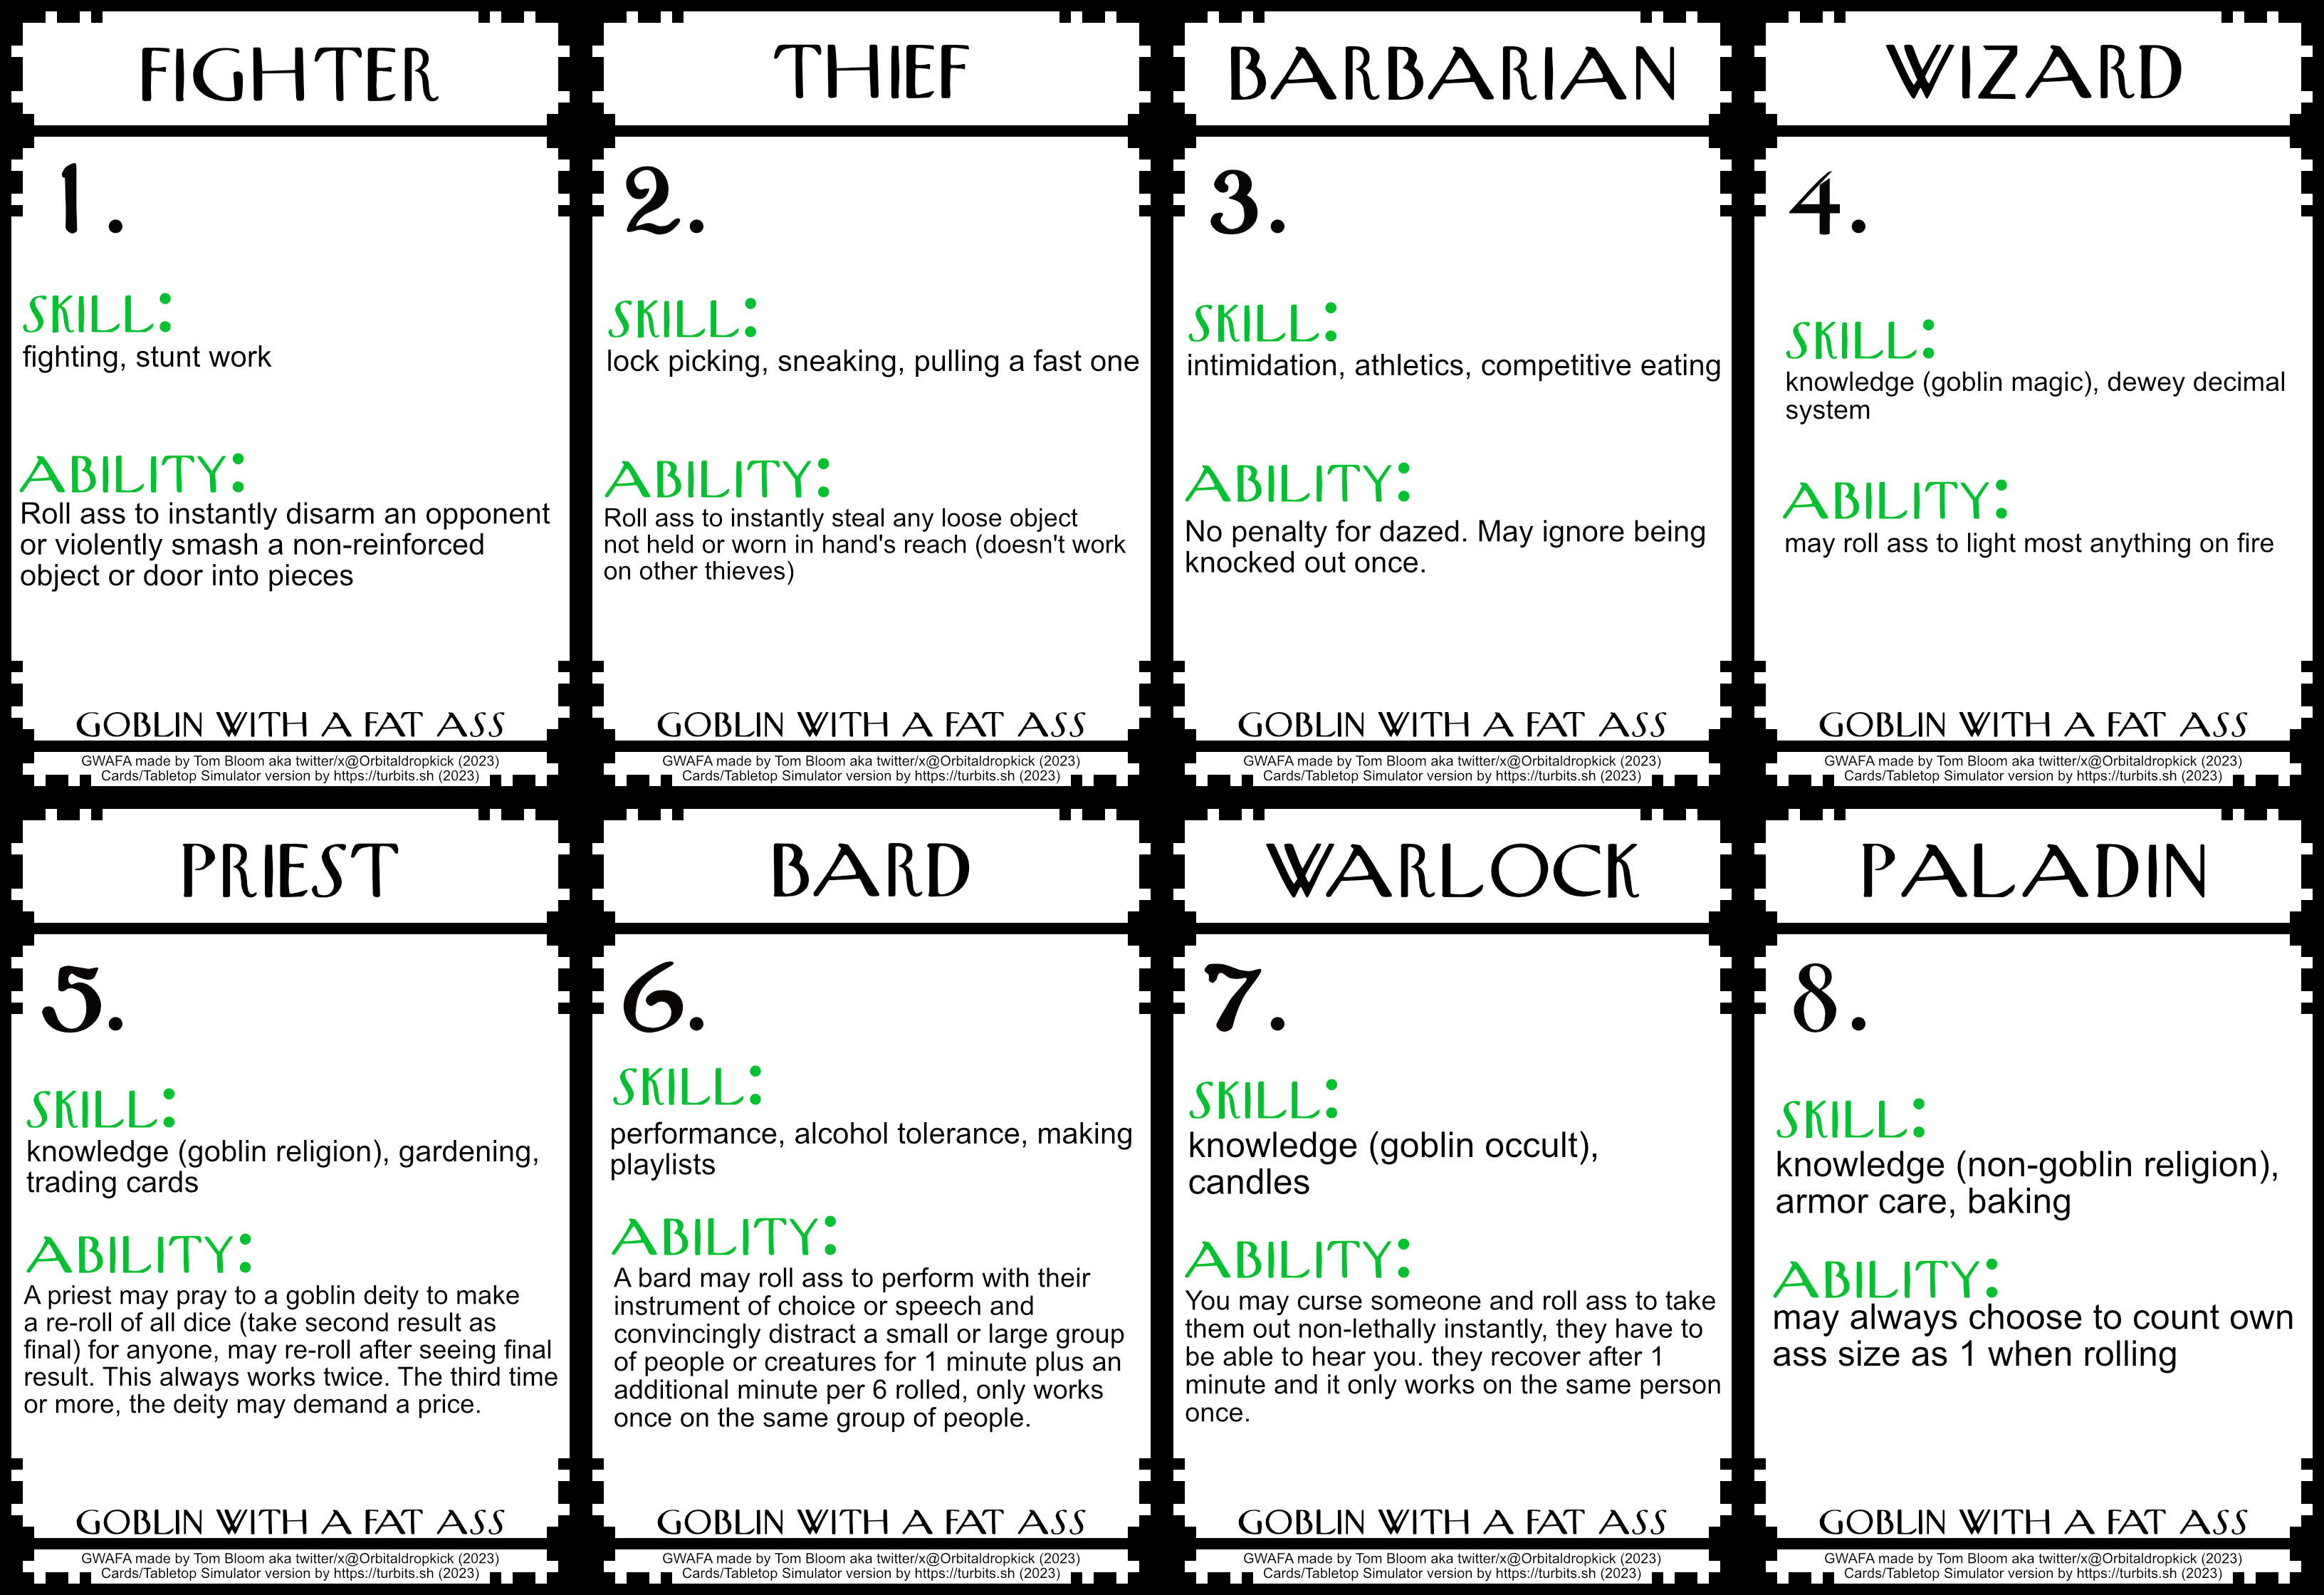 FIGHTER
1.
SKILL:
fighting, stunt work
ABILITY:
Roll ass to instantly disarm an opponent
or violently smash a non-reinforced
object or door into pieces
GOBLIN WITH A FAT ASS
GWAFA made by Tom Bloom aka twitter/x@Orbitaldropkick (2023)
Cards/Tabletop Simulator version by https://turbits.sh (2023)
THIEF
2.
SKILL:
lock picking, sneaking, pulling a fast one
ABILITY:
Roll ass to instantly steal any loose object
not held or worn in hand's reach (doesn't work
on other thieves)
GOBLIN WITH A FAT ASS
GWAFA made by Tom Bloom aka twitter/x@Orbitaldropkick (2023)
Cards/Tabletop Simulator version by https://turbits.sh (2023)
BARBARIAN
3.
SKILL:
intimidation, athletics, competitive eating
ABILITY:
No penalty for dazed. May ignore being
knocked out once.
GOBLIN WITH A FAT ASS
GWAFA made by Tom Bloom aka twitter/x@Orbitaldropkick (2023)
Cards/Tabletop Simulator version by https://turbits.sh (2023)
WIZARD
4.
SKILL:
knowledge (goblin magic), dewey decimal
system
ABILITY:
may roll ass to light most anything on fire
GOBLIN WITH A FAT ASS
GWAFA made by Tom Bloom aka twitter/x@Orbitaldropkick (2023)
Cards/Tabletop Simulator version by https://turbits.sh (2023)
PRIEST
5.
SKILL:
knowledge (goblin religion), gardening,
trading cards
ABILITY:
A priest may pray to a goblin deity to make
a re-roll of all dice (take second result as
final) for anyone, may re-roll after seeing final
result. This always works twice. The third time
or more, the deity may demand a price.
GOBLIN WITH A FAT ASS
GWAFA made by Tom Bloom aka twitter/x@Orbitaldropkick (2023)
Cards/Tabletop Simulator version by https://turbits.sh (2023)
BARD
6.
SKILL:
performance, alcohol tolerance, making
playlists
ABILITY:
A bard may roll ass to perform with their
instrument of choice or speech and
convincingly distract a small or large group
of people or creatures for 1 minute plus an
additional minute per 6 rolled, only works
once on the same group of people.
GOBLIN WITH A FAT ASS
GWAFA made by Tom Bloom aka twitter/x@Orbitaldropkick (2023)
Cards/Tabletop Simulator version by https://turbits.sh (2023)
WARLOCK
7.
SKILL:
knowledge (goblin occult),
candles
ABILITY:
You may curse someone and roll ass to take
them out non-lethally instantly, they have to
be able to hear you. they recover after 1
minute and it only works on the same person
once.
GOBLIN WITH A FAT ASS
GWAFA made by Tom Bloom aka twitter/x@Orbitaldropkick (2023)
Cards/Tabletop Simulator version by https://turbits.sh (2023)
PALADIN
8.
SKILL:
knowledge (non-goblin religion),
armor care, baking
ABILITY:
may always choose to count own
ass size as 1 when rolling
GOBLIN WITH A FAT ASS
GWAFA made by Tom Bloom aka twitter/x@Orbitaldropkick (2023)
Cards/Tabletop Simulator version by https://turbits.sh (2023)